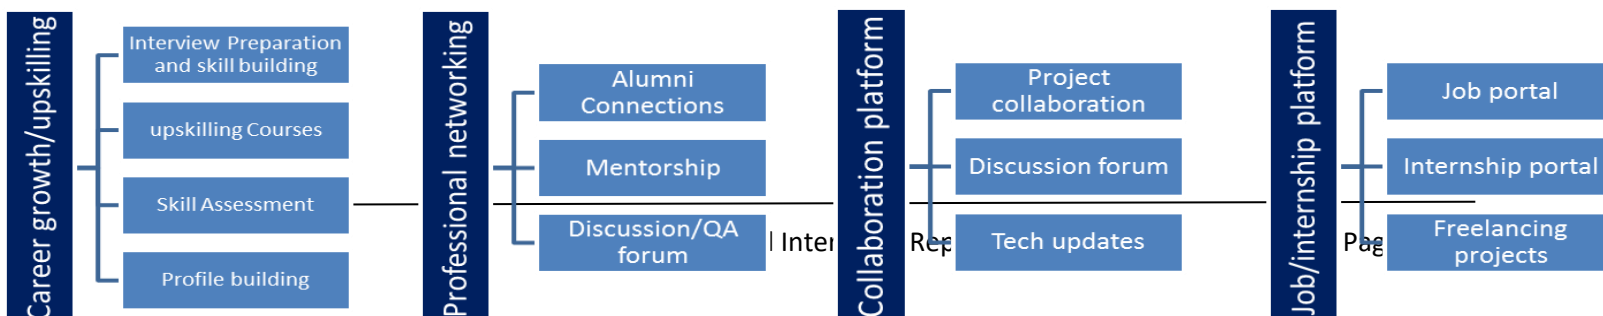 Career growth/upskilling
Interview Preparation
and skill building
upskilling Courses
Skill Assessment
Profile building
Professional networking
Alumni
Connections
Mentorship
Discussion/QA
forum
Collaboration platform
Project
collaboration
Discussion forum
Tech updates
Job/internship platform
Job portal
Internship portal
Freelancing
projects